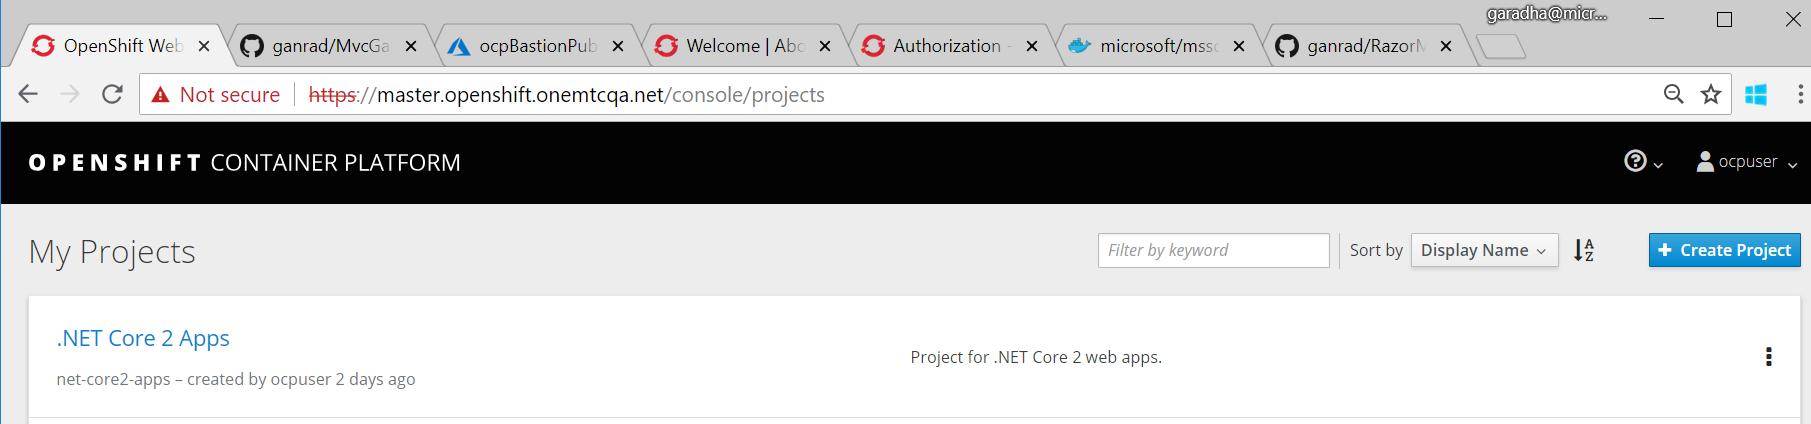 garadha@micr...
OpenShift Web ganrad/MvcGa ocpBastionPub Welcome | Abo Authorization - microsoft/mssq ganrad/RazorM
Not secure https://master.openshift.onemtcqa.net/console/projects
OPENSHIFT CONTAINER PLATFORM ocpuser
My Projects Filter by keyword Sort by Display Name A Z + Create Project
.NET Core 2 Apps
Project for .NET Core 2 web apps.
net-core2-apps – created by ocpuser 2 days ago